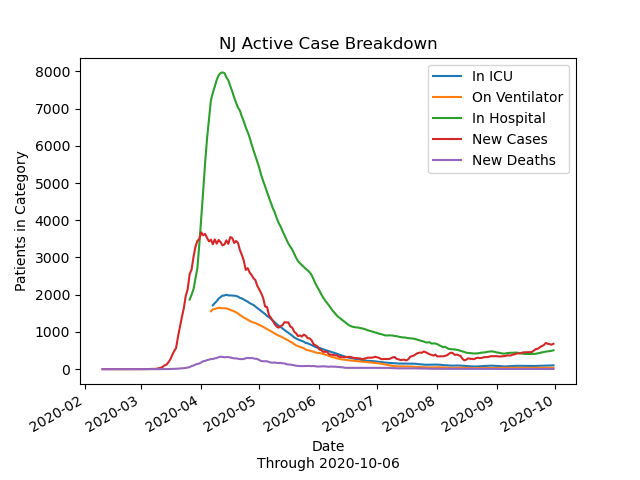 NJ Active Case Breakdown
In ICU
On Ventilator
In Hospital
New Cases
New Deaths
Patients in Category
8000
7000
6000
5000
4000
3000
2000
1000
0
2020-02
2020-03
2020-04
2020-05
2020-06
2020-07
2020-08
2020-09
2020-10
Date
Through 2020-10-06